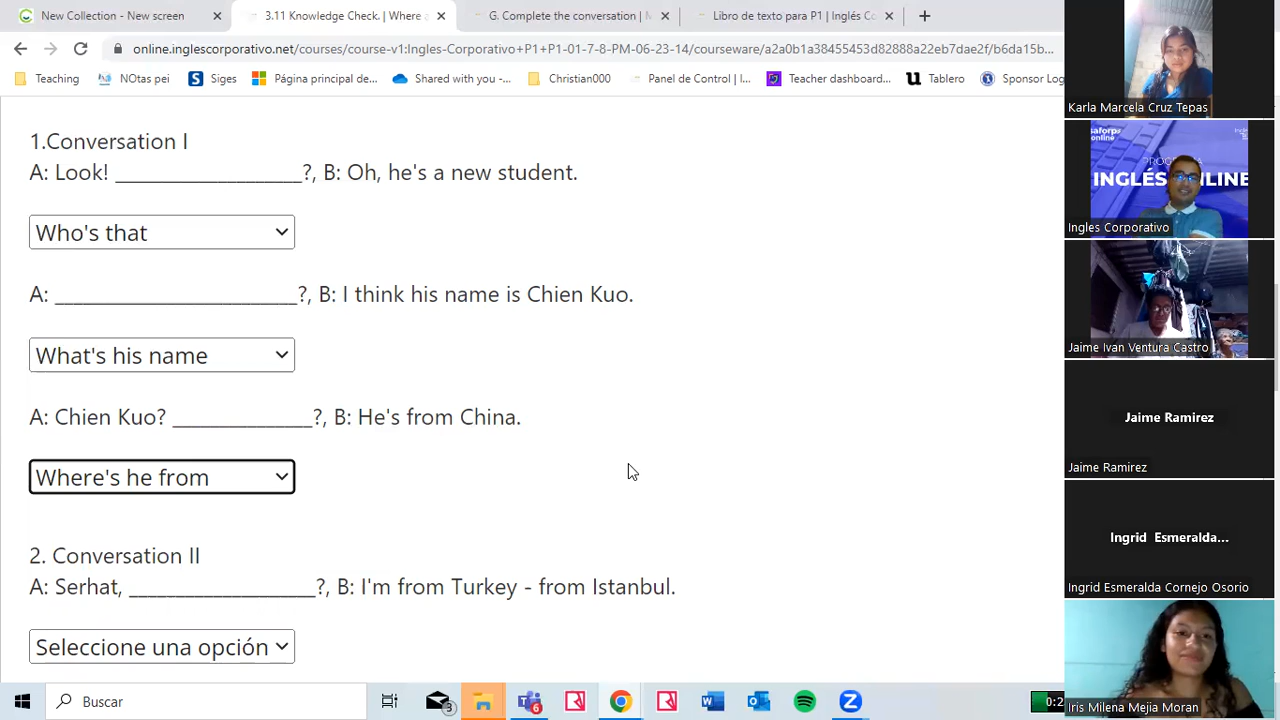 New Collection - New screen
3.11 Knowledge Check. | Where a
G. Complete the conversation | M
Libro de texto para P1 | Inglés Co
online.inglescorporativo.net/courses/course-v1:Ingles-Corporativo+P1+P1-01-7-8-PM-06-23-14/courseware/a2a0b1a38455453d82888a22eb7dae2f/b6da15b...
Teaching
NOtas pei
Siges
Página principal de...
Shared with you -...
Christian000
Panel de Control | I...
Teacher dashboard...
Tablero
Sponsor Log
1.Conversation I
A: Look! ____________________?, B: Oh, he's a new student.
Who's that
A: __________________________?, B: I think his name is Chien Kuo.
What's his name
A: Chien Kuo? _______________?, B: He's from China.
Where's he from
2. Conversation II
A: Serhat, ____________________?, B: I'm from Turkey - from Istanbul.
Seleccione una opción
Buscar
3
6
Karla Marcela Cruz Tepas
INGLÉS ONLINE
Ingles Corporativo
Jaime Ivan Ventura Castro
Jaime Ramirez
Jaime Ramirez
Ingrid Esmeralda...
Ingrid Esmeralda Cornejo Osorio
Iris Milena Mejia Moran